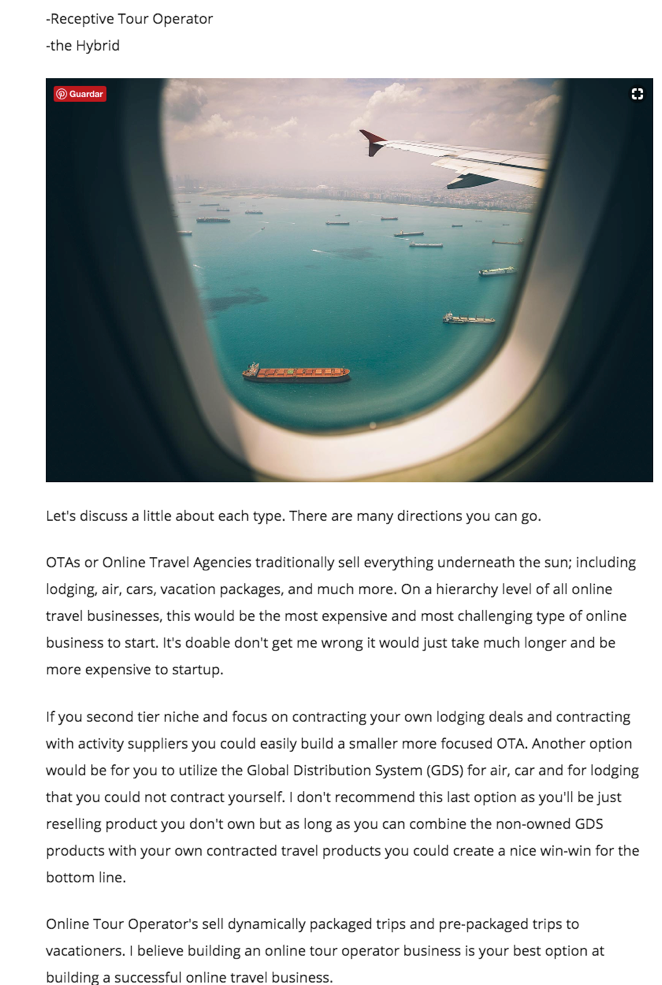 -Receptive Tour Operator
-the Hybrid
Guardar
Let's discuss a little about each type. There are many directions you can go.
OTAs or Online Travel Agencies traditionally sell everything underneath the sun; including
lodging, air, cars, vacation packages, and much more. On a hierarchy level of all online
travel businesses, this would be the most expensive and most challenging type of online
business to start. It's doable don't get me wrong it would just take much longer and be
more expensive to startup.
If you second tier niche and focus on contracting your own lodging deals and contracting
with activity suppliers you could easily build a smaller more focused OTA. Another option
would be for you to utilize the Global Distribution System (GDS) for air, car and for lodging
that you could not contract yourself. I don't recommend this last option as you'll be just
reselling product you don't own but as long as you can combine the non-owned GDS
products with your own contracted travel products you could create a nice win-win for the
bottom line.
Online Tour Operator's sell dynamically packaged trips and pre-packaged trips to
vacationers. I believe building an online tour operator business is your best option at
building a successful online travel business.